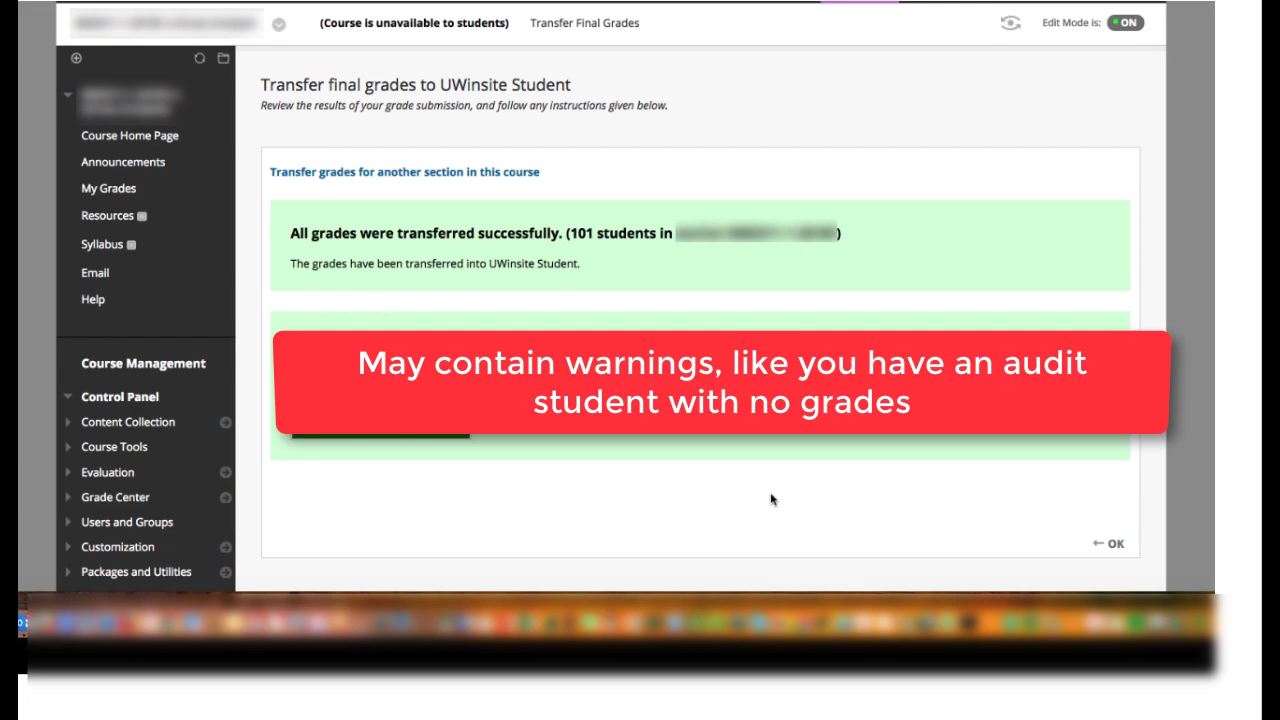 (Course is unavailable to students) Transfer Final Grades
Edit Mode is: ON
Transfer final grades to UWinsite Student
Review the results of your grade submission, and follow any instructions given below.
Course Home Page
Announcements
My Grades
Resources
Syllabus
Email
Help
Course Management
Control Panel
Content Collection
Course Tools
Evaluation
Grade Center
Users and Groups
Customization
Packages and Utilities
Transfer grades for another section in this course
All grades were transferred successfully. (101 students in )
The grades have been transferred into UWinsite Student.
May contain warnings, like you have an audit
student with no grades
← OK